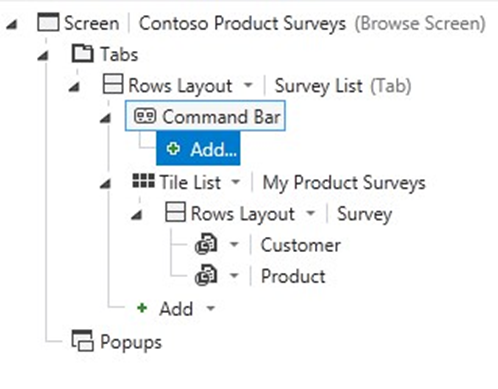 Screen | Contoso Product Surveys (Browse Screen)
Tabs
Rows Layout | Survey List (Tab)
Command Bar
Add...
Tile List | My Product Surveys
Rows Layout | Survey
Customer
Product
Add
Popups